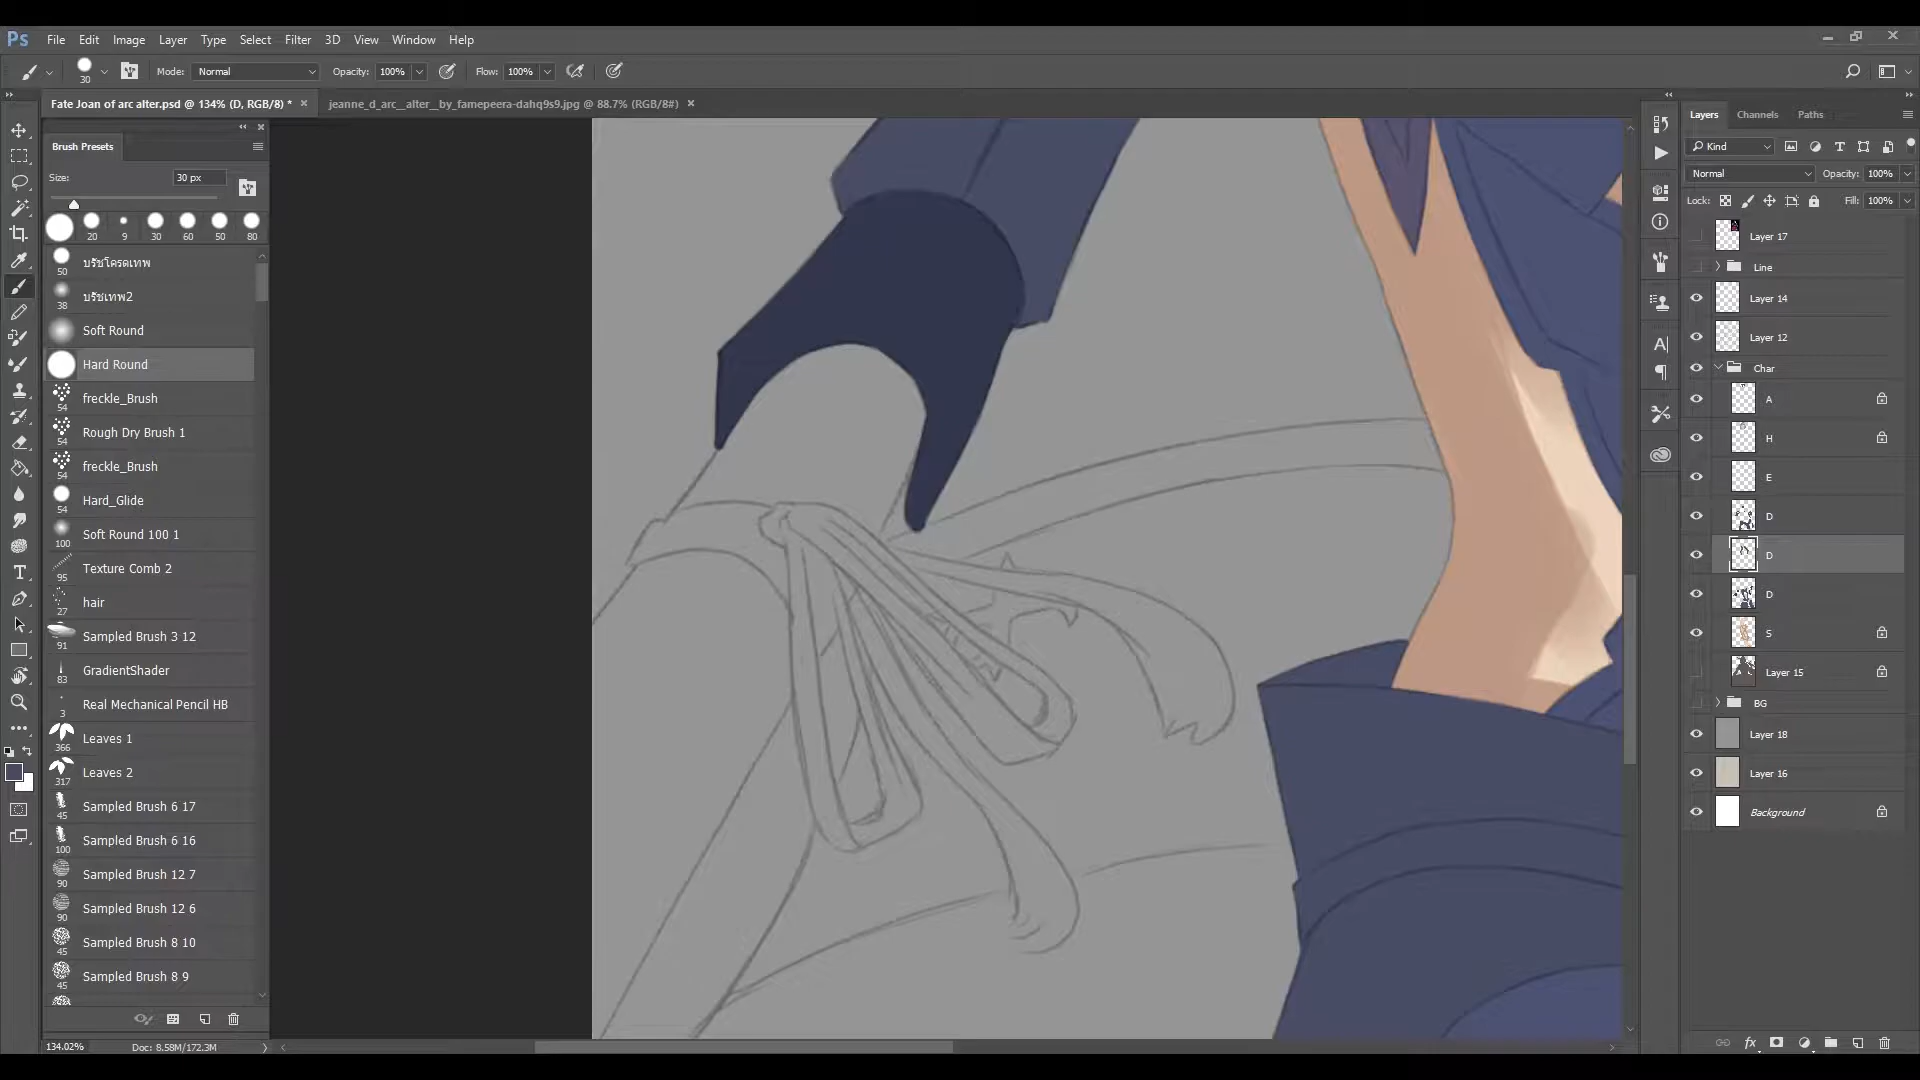 Ps File Edit Image Layer Type Select Filter 3D View Window Help
30 Mode: Normal Opacity: 100% Flow: 100%
Fate Joan of arc alter.psd @ 134% (D, RGB/8) * × jeanne_d_arc__alter__by_famepeera-dahq9s9.jpg @ 88.7% (RGB/8#) ×
Brush Presets
Size: 30 px
20 9 30 60 50 80
50 บรัชโครตเทพ
38 บรัชเทพ2
Soft Round
Hard Round
54 freckle_Brush
54 Rough Dry Brush 1
54 freckle_Brush
54 Hard_Glide
100 Soft Round 100 1
95 Texture Comb 2
27 hair
91 Sampled Brush 3 12
83 GradientShader
3 Real Mechanical Pencil HB
366 Leaves 1
317 Leaves 2
45 Sampled Brush 6 17
100 Sampled Brush 6 16
90 Sampled Brush 12 7
90 Sampled Brush 12 6
45 Sampled Brush 8 10
45 Sampled Brush 8 9
134.02% Doc: 8.58M/172.3M
Layers Channels Paths
Kind
Normal Opacity: 100%
Lock: Fill: 100%
Layer 17
Line
Layer 14
Layer 12
Char
A
H
E
D
D
D
S
Layer 15
BG
Layer 18
Layer 16
Background